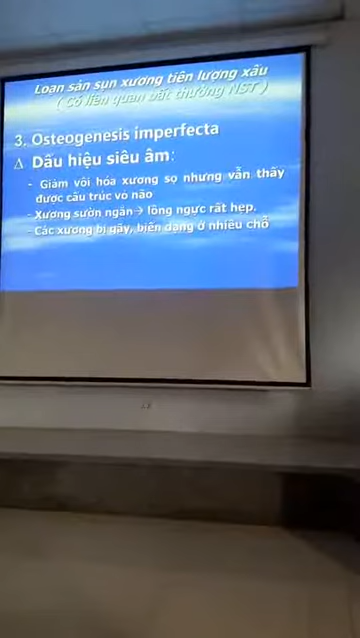 Loạn sản sụn xương tiên lượng xấu
( Có liên quan bất thường NST )
3. Osteogenesis imperfecta
Δ Dấu hiệu siêu âm:
- Giảm vôi hóa xương sọ nhưng vẫn thấy
được cấu trúc vỏ não
- Xương sườn ngắn → lồng ngực rất hẹp.
- Các xương bị gãy, biến dạng ở nhiều chỗ